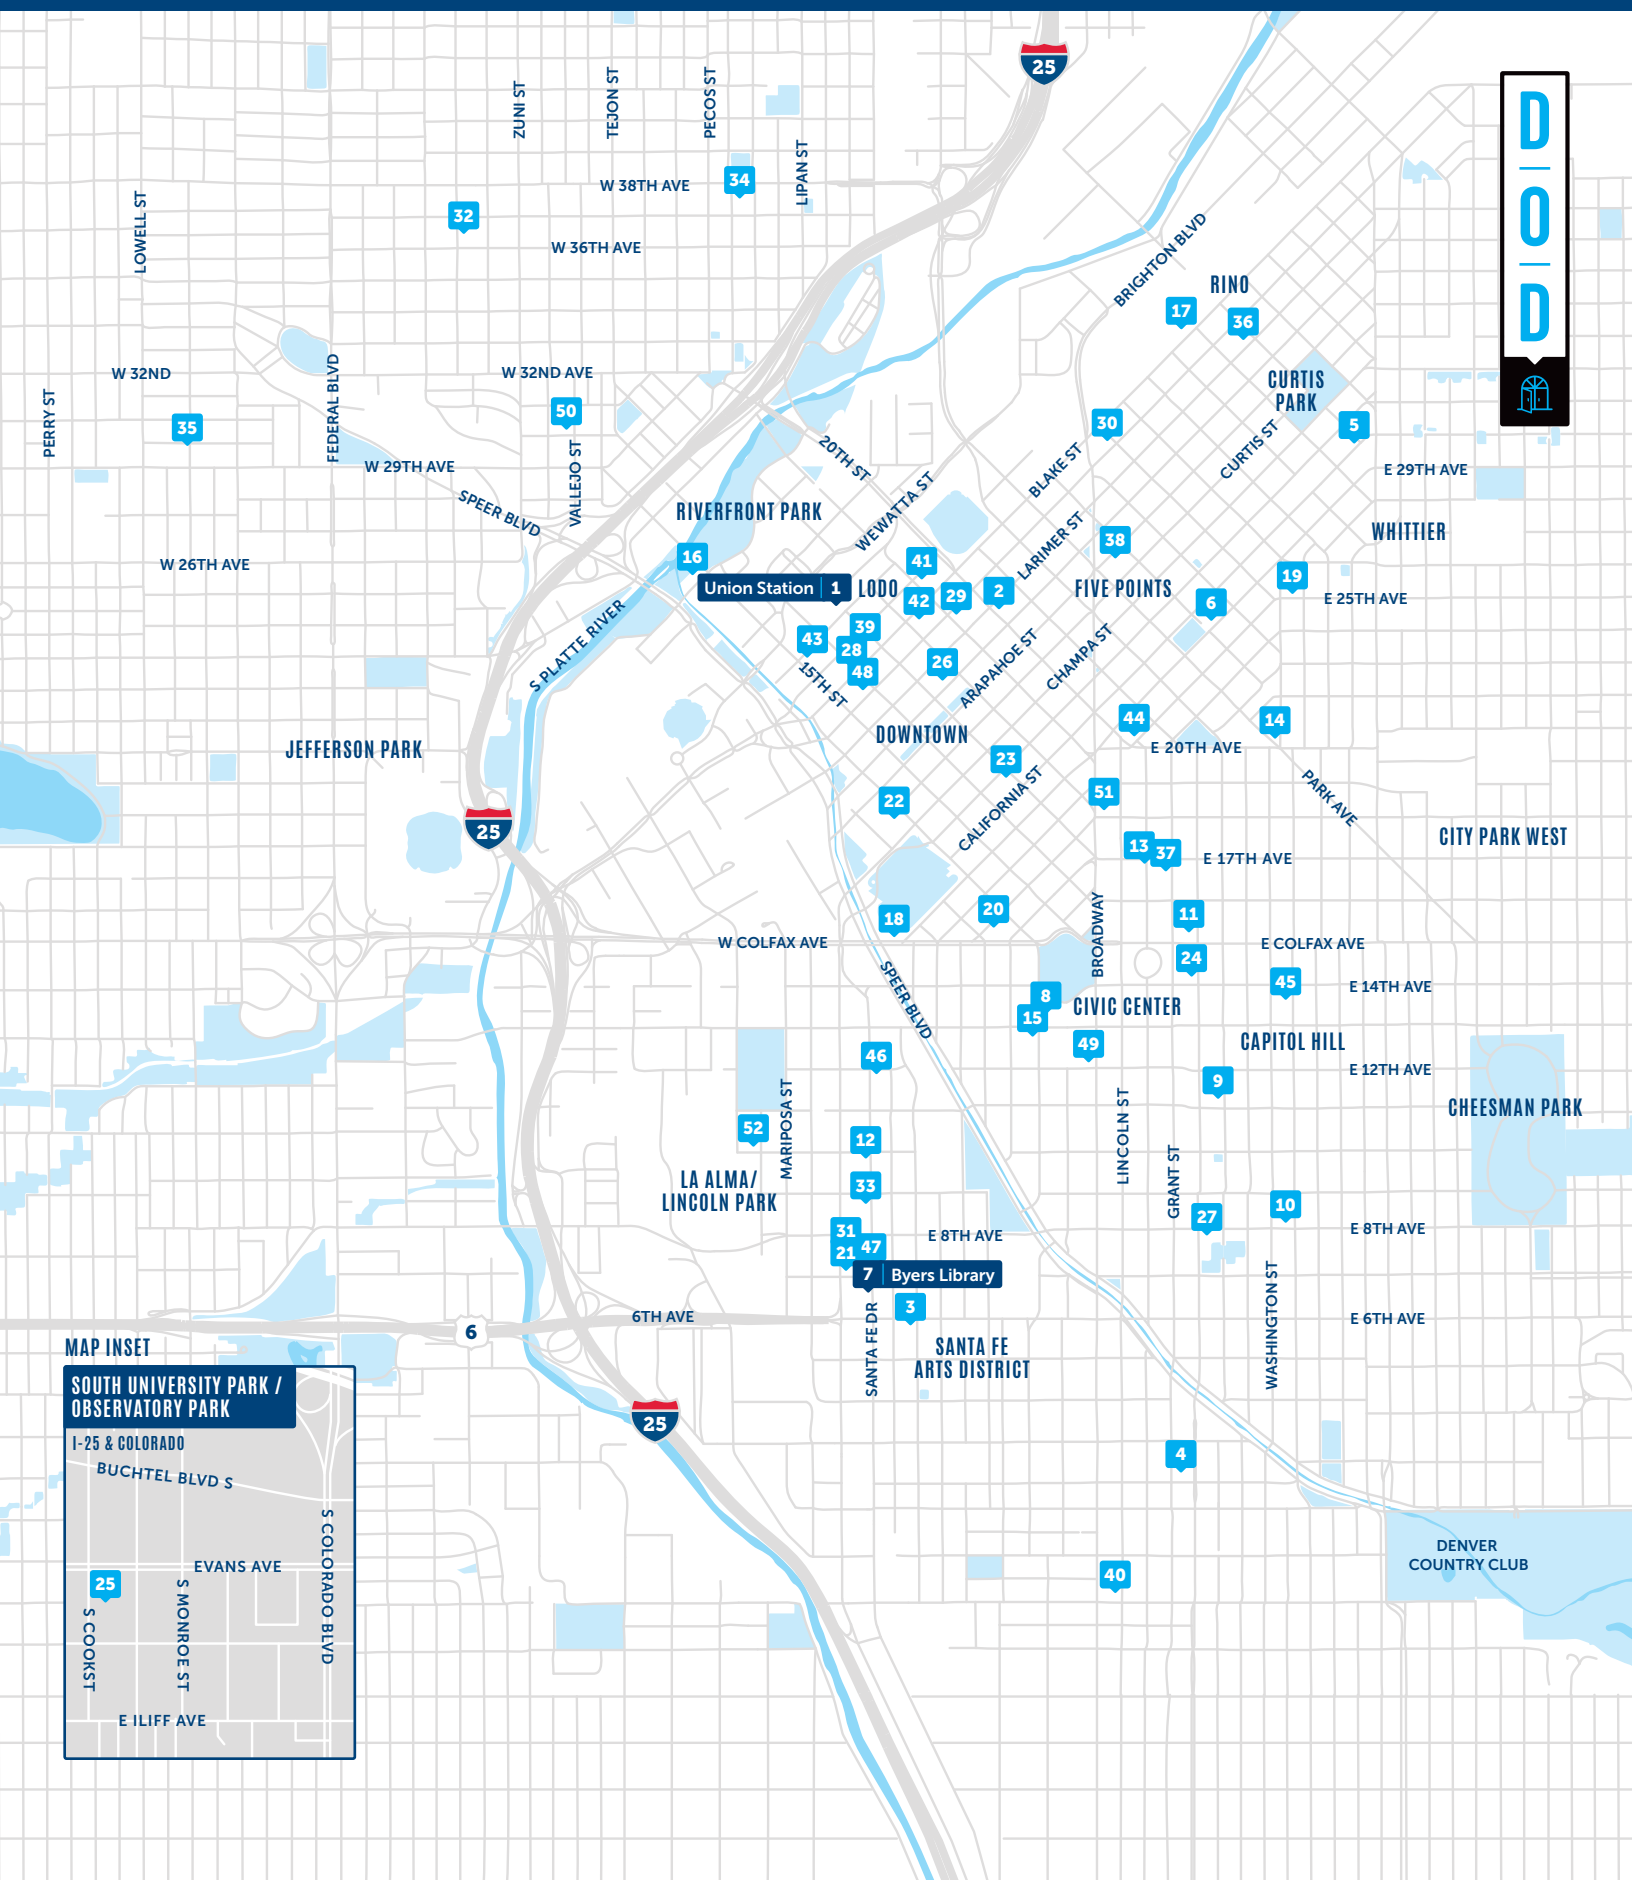 25
D
O
D
ZUNI ST
TEJON ST
PECOS ST
LIPAN ST
34
W 38TH AVE
LOWELL ST
32
W 36TH AVE
BRIGHTON BLVD
RINO
17
36
W 32ND
W 32ND AVE
CURTIS
PARK
PERRY ST
FEDERAL BLVD
35
50
30
5
VALLEJO ST
W 29TH AVE
20TH ST
BLAKE ST
CURTIS ST
E 29TH AVE
SPEER BLVD
WEWATTA ST
RIVERFRONT PARK
LARIMER ST
WHITTIER
W 26TH AVE
16
41
38
Union Station 1
LODO
42
29
2
FIVE POINTS
19
6
E 25TH AVE
S PLATTE RIVER
43
39
28
48
26
15TH ST
ARAPAHOE ST
CHAMPA ST
JEFFERSON PARK
DOWNTOWN
44
14
E 20TH AVE
23
22
CALIFORNIA ST
51
PARK AVE
25
CITY PARK WEST
13
37
E 17TH AVE
18
20
BROADWAY
11
W COLFAX AVE
E COLFAX AVE
24
SPEER BLVD
45
E 14TH AVE
8
15
CIVIC CENTER
49
CAPITOL HILL
46
E 12TH AVE
9
CHEESMAN PARK
52
MARIPOSA ST
12
LINCOLN ST
GRANT ST
LA ALMA/
LINCOLN PARK
33
10
27
31
21
47
E 8TH AVE
E 8TH AVE
7 Byers Library
3
WASHINGTON ST
6
6TH AVE
SANTA FE DR
E 6TH AVE
SANTA FE
ARTS DISTRICT
25
4
DENVER
COUNTRY CLUB
40
MAP INSET
SOUTH UNIVERSITY PARK /
OBSERVATORY PARK
I-25 & COLORADO
BUCHTEL BLVD S
S COLORADO BLVD
EVANS AVE
25
S COOKST
S MONROE ST
E ILIFF AVE